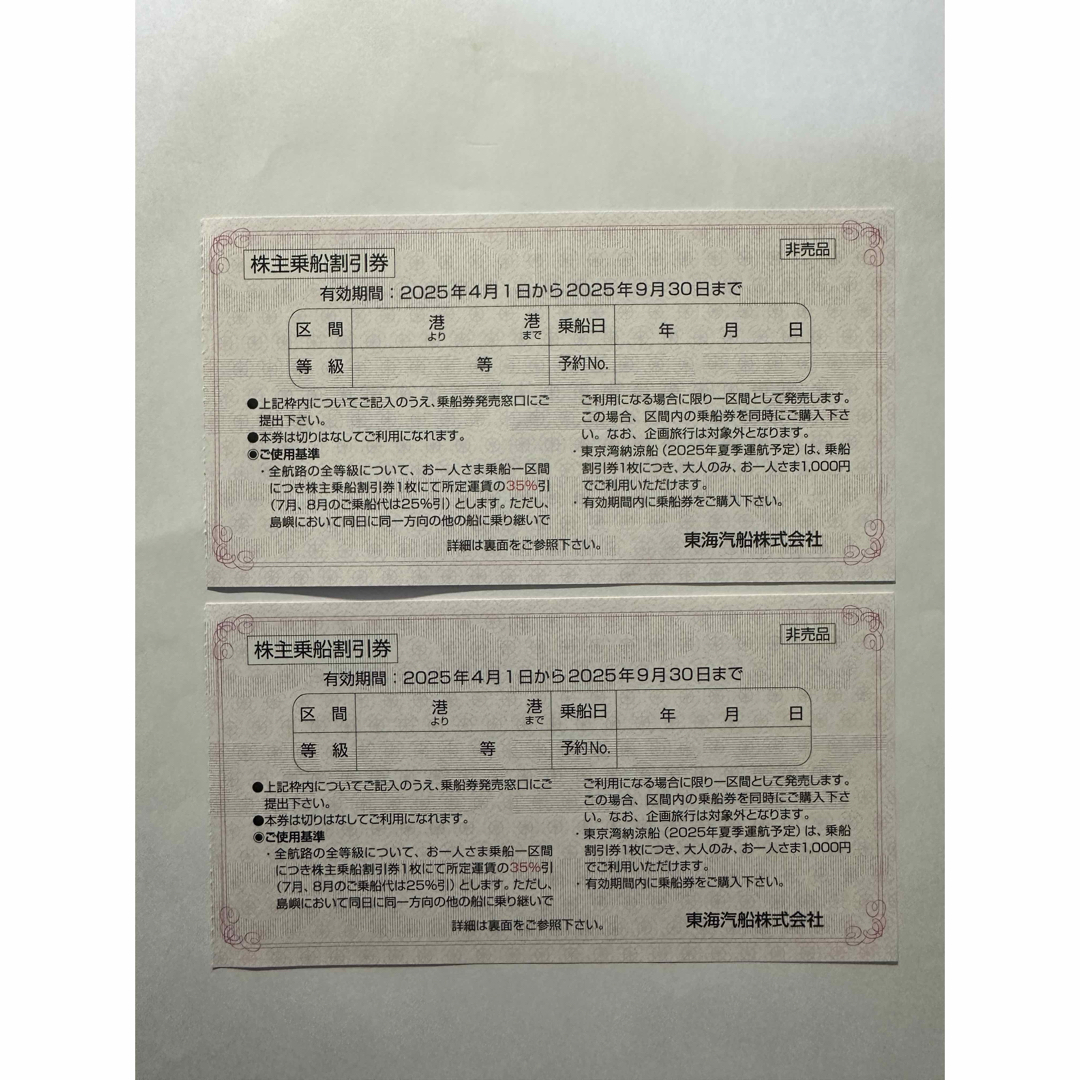 株主乗船割引券
非売品
有効期間：2025年4月1日から2025年9月30日まで
区 間 港より 港まで 乗船日 年 月 日
等 級 等 予約No.
●上記枠内についてご記入のうえ、乗船券発売窓口にご
提出下さい。
●本券は切りはなしてご利用になれます。
◉ご使用基準
・全航路の全等級について、お一人さま乗船一区間
につき株主乗船割引券1枚にて所定運賃の35%引
（7月、8月のご乗船代は25%引）とします。ただし、
島嶼において同日に同一方向の他の船に乗り継いで
ご利用になる場合に限り一区間として発売します。
この場合、区間内の乗船券を同時にご購入下さ
い。なお、企画旅行は対象外となります。
・東京湾納涼船（2025年夏季運航予定）は、乗船
割引券1枚につき、大人のみ、お一人さま1,000円
でご利用いただけます。
・有効期間内に乗船券をご購入下さい。
詳細は裏面をご参照下さい。
東海汽船株式会社
株主乗船割引券
非売品
有効期間：2025年4月1日から2025年9月30日まで
区 間 港より 港まで 乗船日 年 月 日
等 級 等 予約No.
●上記枠内についてご記入のうえ、乗船券発売窓口にご
提出下さい。
●本券は切りはなしてご利用になれます。
◉ご使用基準
・全航路の全等級について、お一人さま乗船一区間
につき株主乗船割引券1枚にて所定運賃の35%引
（7月、8月のご乗船代は25%引）とします。ただし、
島嶼において同日に同一方向の他の船に乗り継いで
ご利用になる場合に限り一区間として発売します。
この場合、区間内の乗船券を同時にご購入下さ
い。なお、企画旅行は対象外となります。
・東京湾納涼船（2025年夏季運航予定）は、乗船
割引券1枚につき、大人のみ、お一人さま1,000円
でご利用いただけます。
・有効期間内に乗船券をご購入下さい。
詳細は裏面をご参照下さい。
東海汽船株式会社